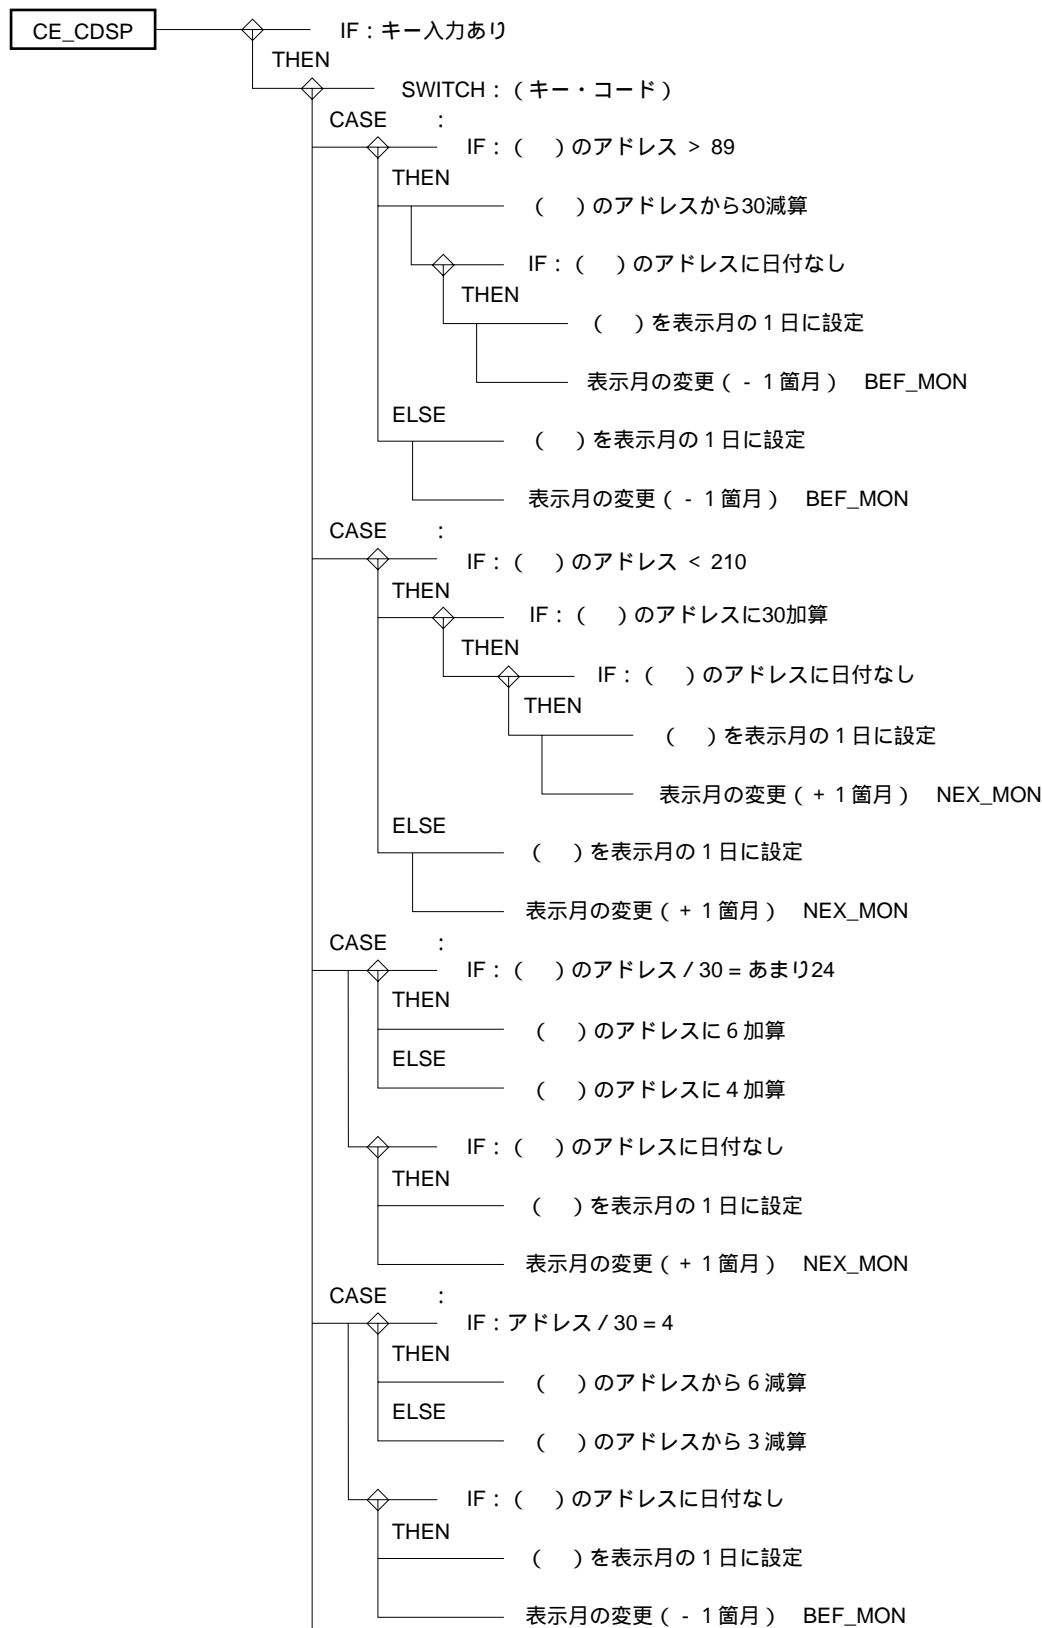 CE_CDSP
IF：キー入力あり
THEN
SWITCH：（キー・コード）
CASE　　：
IF：（　）のアドレス > 89
THEN
（　）のアドレスから30減算
IF：（　）のアドレスに日付なし
THEN
（　）を表示月の１日に設定
表示月の変更（-１箇月）　BEF_MON
ELSE
（　）を表示月の１日に設定
表示月の変更（-１箇月）　BEF_MON
CASE　　：
IF：（　）のアドレス < 210
THEN
IF：（　）のアドレスに30加算
THEN
IF：（　）のアドレスに日付なし
THEN
（　）を表示月の１日に設定
表示月の変更（+１箇月）　NEX_MON
ELSE
（　）を表示月の１日に設定
表示月の変更（+１箇月）　NEX_MON
CASE　　：
IF：（　）のアドレス／30＝あまり24
THEN
（　）のアドレスに６加算
ELSE
（　）のアドレスに４加算
IF：（　）のアドレスに日付なし
THEN
（　）を表示月の１日に設定
表示月の変更（+１箇月）　NEX_MON
CASE　　：
IF：アドレス／30＝4
THEN
（　）のアドレスから６減算
ELSE
（　）のアドレスから３減算
IF：（　）のアドレスに日付なし
THEN
（　）を表示月の１日に設定
表示月の変更（-１箇月）　BEF_MON